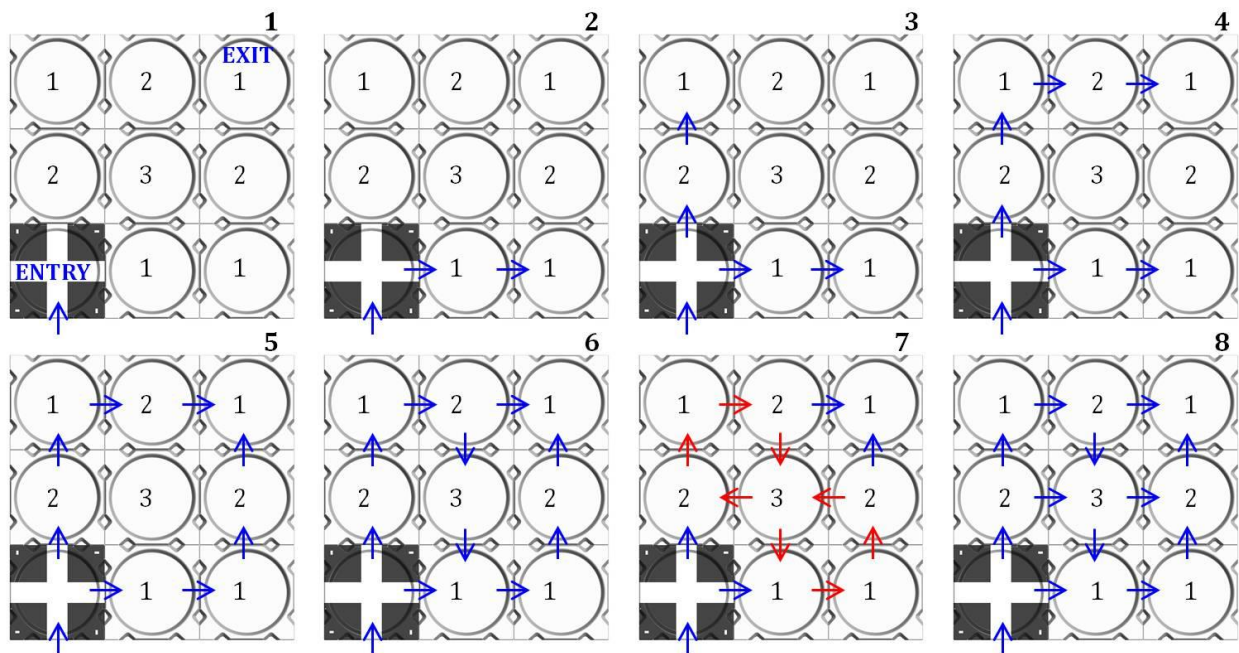 1 2 3 4
EXIT
1 2 1 1 2 1 1 2 1 1 2 1
2 3 2 2 3 2 2 3 2 2 3 2
ENTRY 1 1 1 1 1 1 1 1
5 6 7 8
1 2 1 1 2 1 1 2 1 1 2 1
2 3 2 2 3 2 2 3 2 2 3 2
1 1 1 1 1 1 1 1